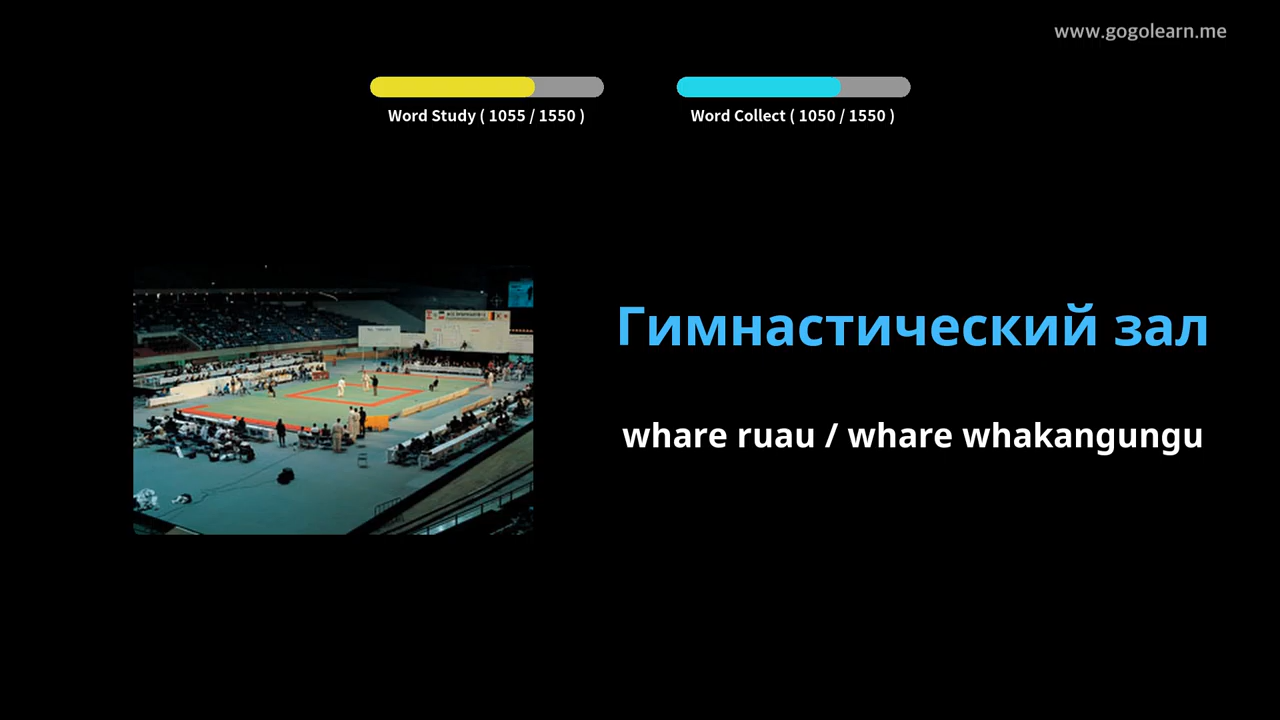 www.gogolearn.me
Word Study ( 1055 / 1550 )
Word Collect ( 1050 / 1550 )
Гимнастический зал
whare ruau / whare whakangungu